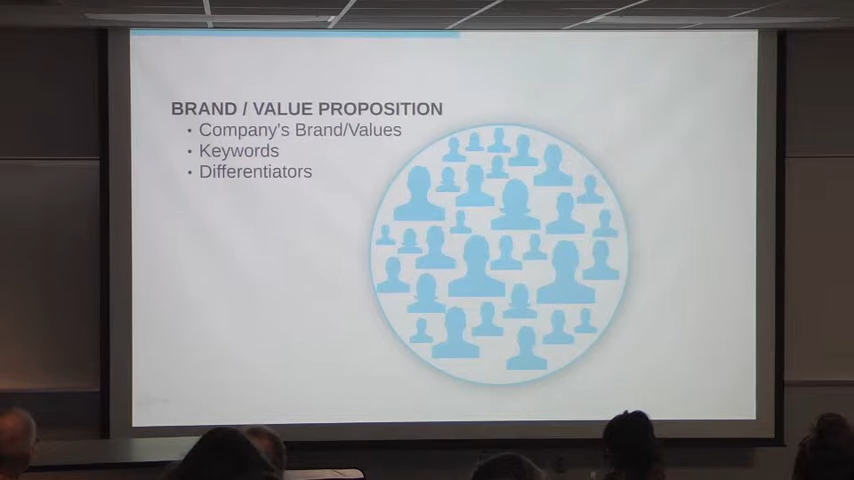 BRAND / VALUE PROPOSITION
• Company's Brand/Values
• Keywords
• Differentiators